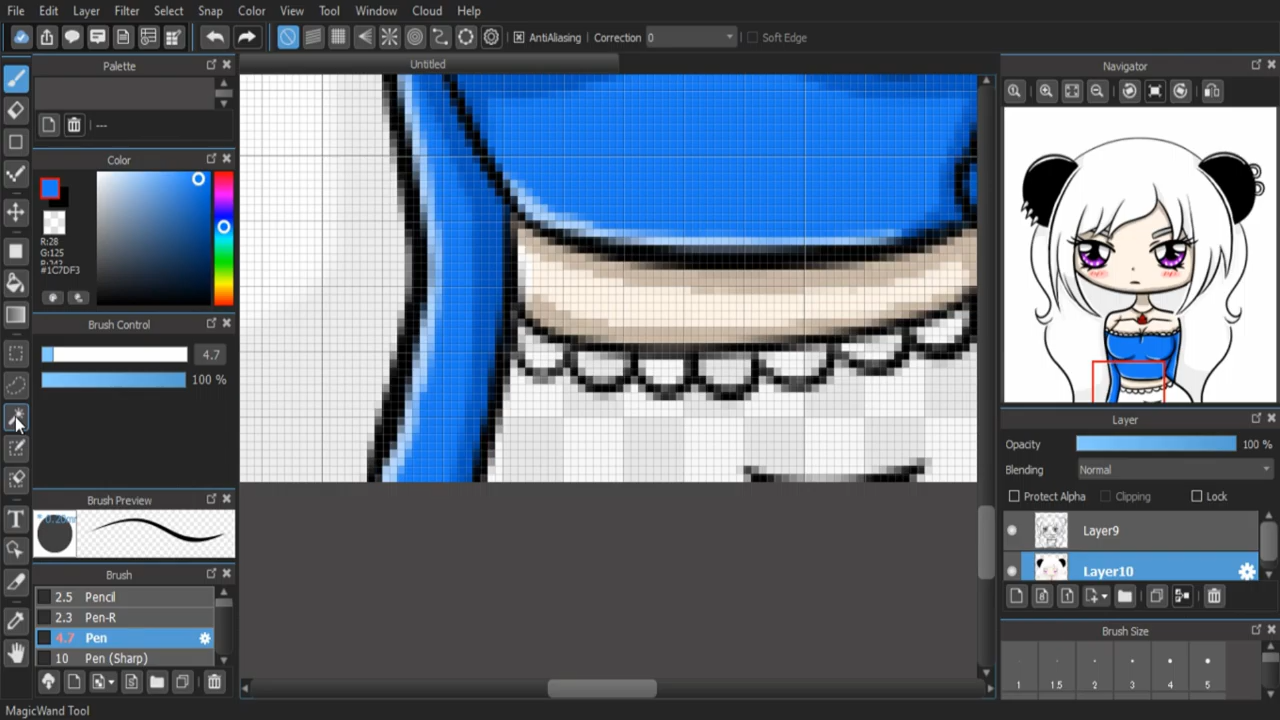 File Edit Layer Filter Select Snap Color View Tool Window Cloud Help
AntiAliasing Correction 0 Soft Edge
Palette
Untitled
Navigator
---
Color
R:28
G:125
B:242
#1C7DF3
Brush Control
4.7
100 %
Layer
Opacity 100 %
Blending Normal
Protect Alpha Clipping Lock
Layer9
Layer10
Brush Preview
Brush
2.5 Pencil
2.3 Pen-R
4.7 Pen
10 Pen (Sharp)
Brush Size
1 1.5 2 3 4 5
MagicWand Tool